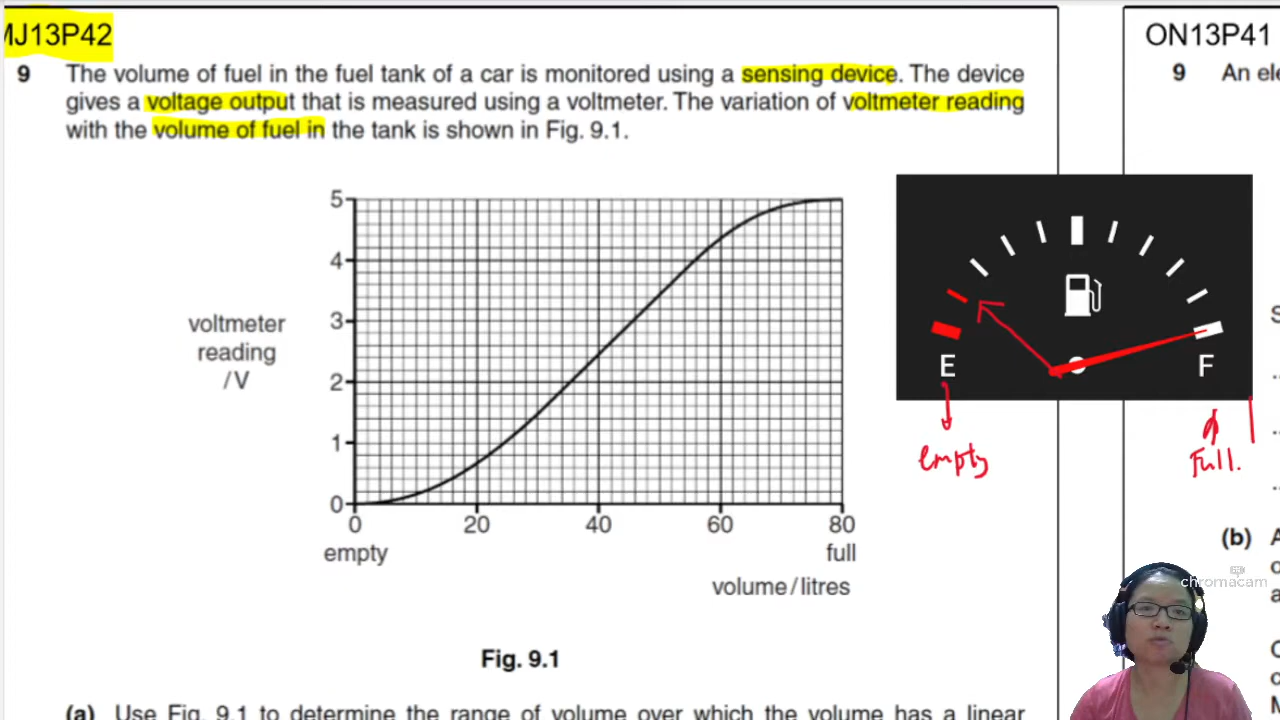 MJ13P42
ON13P41
9 The volume of fuel in the fuel tank of a car is monitored using a sensing device. The device
gives a voltage output that is measured using a voltmeter. The variation of voltmeter reading
with the volume of fuel in the tank is shown in Fig. 9.1.
9 An ele
5
4
3
2
1
0
voltmeter
reading
/ V
0 20 40 60 80
empty full
volume / litres
Fig. 9.1
E F
empty
Full.
(b) A
chromacam
(a) Use Fig. 9.1 to determine the range of volume over which the volume has a linear